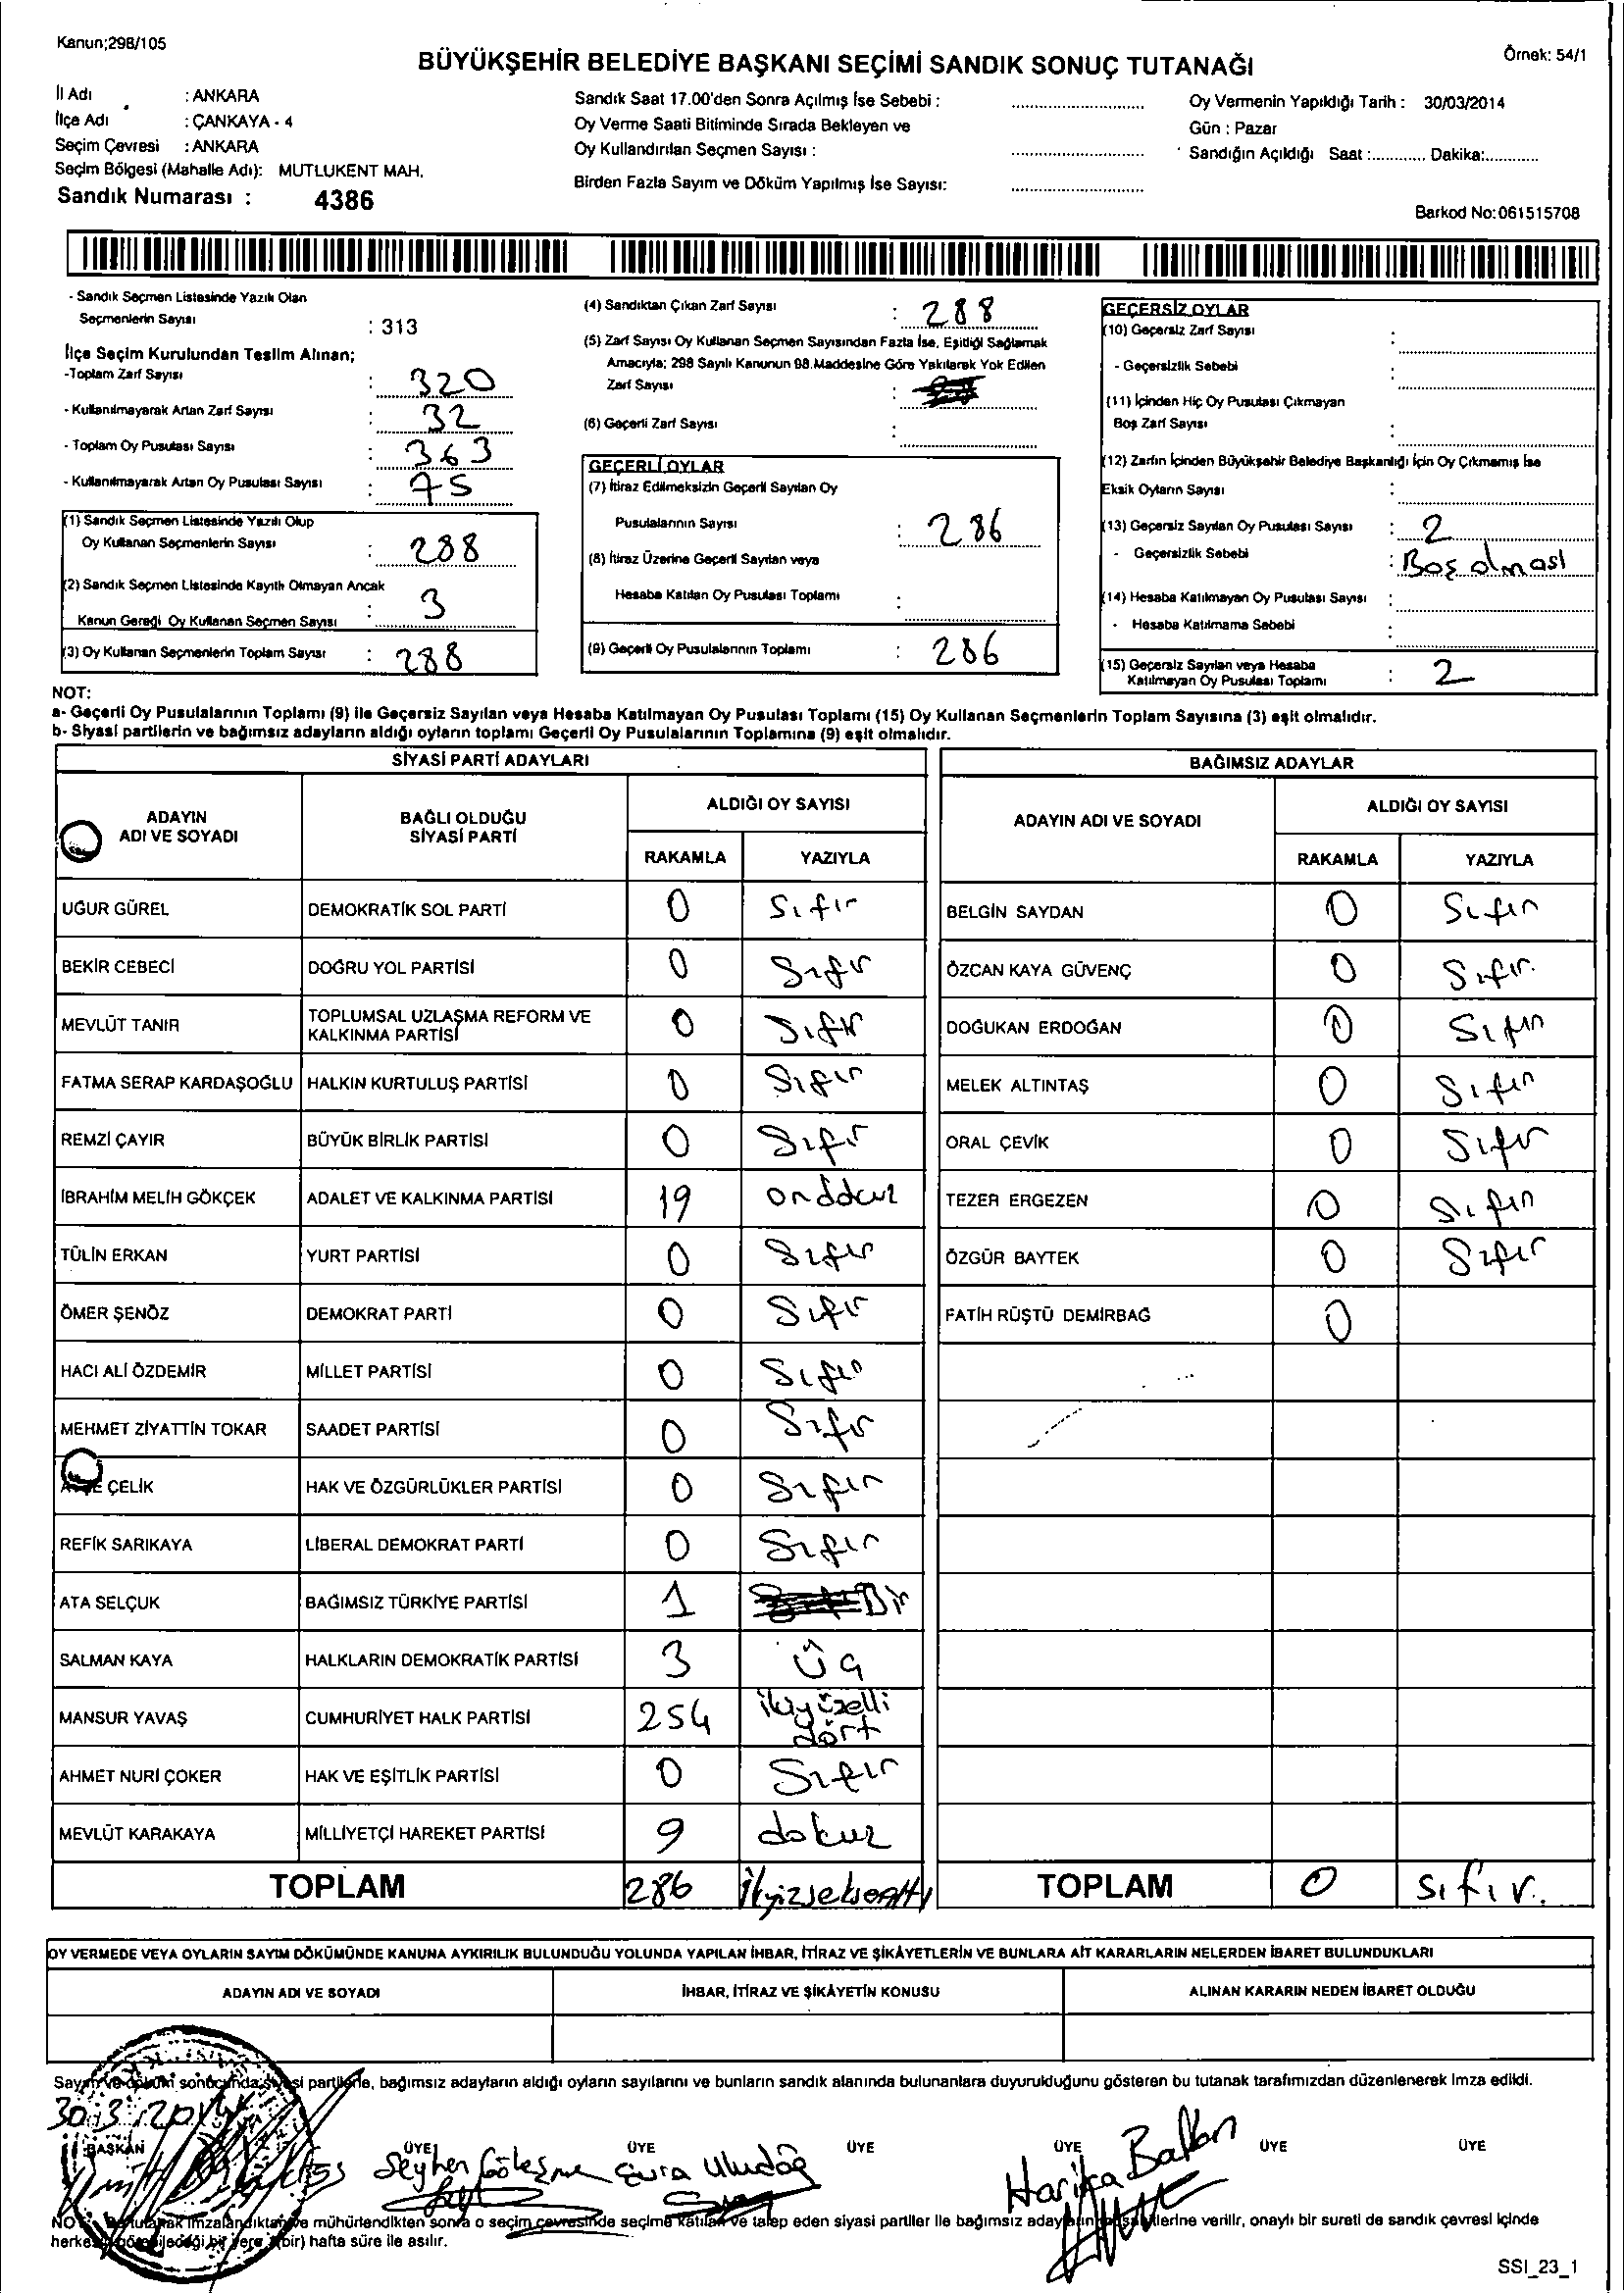 Kanun;298/105
Örnek: 54/1
BÜYÜKŞEHİR BELEDİYE BAŞKANI SEÇİMİ SANDIK SONUÇ TUTANAĞI
İl Adı : ANKARA
İlçe Adı : ÇANKAYA - 4
Seçim Çevresi : ANKARA
Seçim Bölgesi (Mahalle Adı): MUTLUKENT MAH.
Sandık Numarası : 4386
Sandık Saat 17.00'den Sonra Açılmış İse Sebebi :
Oy Verme Saati Bitiminde Sırada Bekleyen ve
Oy Kullandırılan Seçmen Sayısı :
Birden Fazla Sayım ve Döküm Yapılmış İse Sayısı:
Oy Vermenin Yapıldığı Tarih : 30/03/2014
Gün : Pazar
Sandığın Açıldığı Saat :............ Dakika:...........
Barkod No:061515708
- Sandık Seçmen Listesinde Yazılı Olan
Seçmenlerin Sayısı : 313
İlçe Seçim Kurulundan Teslim Alınan;
-Toplam Zarf Sayısı : 320
- Kullanılmayarak Artan Zarf Sayısı : 32
- Toplam Oy Pusulası Sayısı : 363
- Kullanılmayarak Artan Oy Pusulası Sayısı : 75
(1) Sandık Seçmen Listesinde Yazılı Olup
Oy Kullanan Seçmenlerin Sayısı : 288
(2) Sandık Seçmen Listesinde Kayıtlı Olmayan Ancak
Kanun Gereği Oy Kullanan Seçmen Sayısı : 3
(3) Oy Kullanan Seçmenlerin Toplam Sayısı : 288
(4) Sandıktan Çıkan Zarf Sayısı : 288
(5) Zarf Sayısı Oy Kullanan Seçmen Sayısından Fazla İse, Eşitliği Sağlamak
Amacıyla; 298 Sayılı Kanunun 98.Maddesine Göre Yakılarak Yok Edilen
Zarf Sayısı :
(6) Geçerli Zarf Sayısı :
GEÇERLİ OYLAR
(7) İtiraz Edilmeksizin Geçerli Sayılan Oy
Pusulalarının Sayısı : 286
(8) İtiraz Üzerine Geçerli Sayılan veya
Hesaba Katılan Oy Pusulası Toplamı :
(9) Geçerli Oy Pusulalarının Toplamı : 286
GEÇERSİZ OYLAR
(10) Geçersiz Zarf Sayısı :
- Geçersizlik Sebebi :
(11) İçinden Hiç Oy Pusulası Çıkmayan
Boş Zarf Sayısı :
(12) Zarfın İçinden Büyükşehir Belediye Başkanlığı İçin Oy Çıkmamış İse
Eksik Oyların Sayısı :
(13) Geçersiz Sayılan Oy Pusulası Sayısı : 2
- Geçersizlik Sebebi : Boş olması
(14) Hesaba Katılmayan Oy Pusulası Sayısı :
- Hesaba Katılmama Sebebi :
(15) Geçersiz Sayılan veya Hesaba
Katılmayan Oy Pusulası Toplamı : 2
NOT:
a- Geçerli Oy Pusulalarının Toplamı (9) ile Geçersiz Sayılan veya Hesaba Katılmayan Oy Pusulası Toplamı (15) Oy Kullanan Seçmenlerin Toplam Sayısına (3) eşit olmalıdır.
b- Siyasi partilerin ve bağımsız adayların aldığı oyların toplamı Geçerli Oy Pusulalarının Toplamına (9) eşit olmalıdır.
SİYASİ PARTİ ADAYLARI
ADAYIN ADI VE SOYADI BAĞLI OLDUĞU SİYASİ PARTİ ALDIĞI OY SAYISI
RAKAMLA YAZIYLA
UĞUR GÜREL DEMOKRATİK SOL PARTİ 0 Sıfır
BEKİR CEBECİ DOĞRU YOL PARTİSİ 0 Sıfır
MEVLÜT TANIR TOPLUMSAL UZLAŞMA REFORM VE KALKINMA PARTİSİ 0 Sıfır
FATMA SERAP KARDAŞOĞLU HALKIN KURTULUŞ PARTİSİ 0 Sıfır
REMZİ ÇAYIR BÜYÜK BİRLİK PARTİSİ 0 Sıfır
İBRAHİM MELİH GÖKÇEK ADALET VE KALKINMA PARTİSİ 19 ondokuz
TÜLİN ERKAN YURT PARTİSİ 0 Sıfır
ÖMER ŞENÖZ DEMOKRAT PARTİ 0 Sıfır
HACI ALİ ÖZDEMİR MİLLET PARTİSİ 0 Sıfır
MEHMET ZİYATTİN TOKAR SAADET PARTİSİ 0 Sıfır
ÇELİK HAK VE ÖZGÜRLÜKLER PARTİSİ 0 Sıfır
REFİK SARIKAYA LİBERAL DEMOKRAT PARTİ 0 Sıfır
ATA SELÇUK BAĞIMSIZ TÜRKİYE PARTİSİ 1 Bir
SALMAN KAYA HALKLARIN DEMOKRATİK PARTİSİ 3 Üç
MANSUR YAVAŞ CUMHURİYET HALK PARTİSİ 254 ikiyüzelli dört
AHMET NURİ ÇOKER HAK VE EŞİTLİK PARTİSİ 0 Sıfır
MEVLÜT KARAKAYA MİLLİYETÇİ HAREKET PARTİSİ 9 dokuz
TOPLAM 286 İkiyüzseksenaltı
BAĞIMSIZ ADAYLAR
ADAYIN ADI VE SOYADI ALDIĞI OY SAYISI
RAKAMLA YAZIYLA
BELGİN SAYDAN 0 Sıfır
ÖZCAN KAYA GÜVENÇ 0 Sıfır.
DOĞUKAN ERDOĞAN 0 Sıfır
MELEK ALTINTAŞ 0 Sıfır
ORAL ÇEVİK 0 Sıfır
TEZER ERGEZEN 0 Sıfır
ÖZGÜR BAYTEK 0 Sıfır
FATİH RÜŞTÜ DEMİRBAĞ 0
TOPLAM 0 sıfır.
OY VERMEDE VEYA OYLARIN SAYIM DÖKÜMÜNDE KANUNA AYKIRILIK BULUNDUĞU YOLUNDA YAPILAN İHBAR, İTİRAZ VE ŞİKÂYETLERİN VE BUNLARA AİT KARARLARIN NELERDEN İBARET BULUNDUKLARI
ADAYIN ADI VE SOYADI İHBAR, İTİRAZ VE ŞİKÂYETİN KONUSU ALINAN KARARIN NEDEN İBARET OLDUĞU
Sayım ve döküm sonucunda siyasi partilerle, bağımsız adayların aldığı oyların sayılarını ve bunların sandık alanında bulunanlara duyurulduğunu gösteren bu tutanak tarafımızdan düzenlenerek imza edildi.
30.3.2014
BAŞKAN ÜYE ÜYE ÜYE ÜYE ÜYE ÜYE
Seyhen Esra Uludağ Harika Balkan
NOT: Bu tutanak imzalandıktan ve mühürlendikten sonra o seçim çevresinde seçime katılan ve talep eden siyasi partiler ile bağımsız adayların verilir, onaylı bir sureti de sandık çevresi içinde
herkesin görebileceği bir yere (bir) hafta süre ile asılır.
SSI_23_1